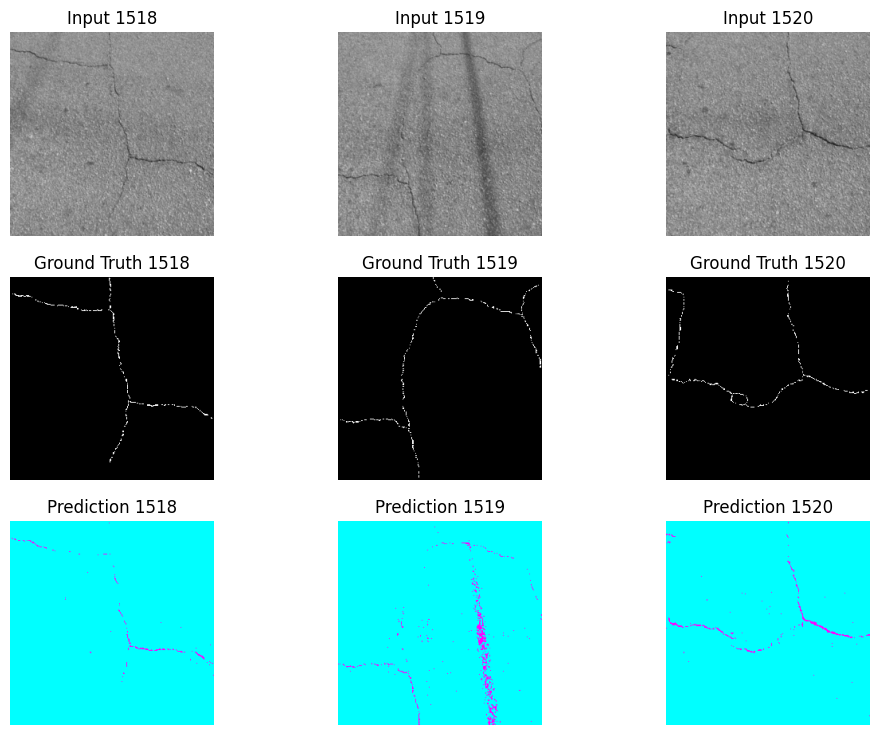 Input 1518
Input 1519
Input 1520
Ground Truth 1518
Ground Truth 1519
Ground Truth 1520
Prediction 1518
Prediction 1519
Prediction 1520